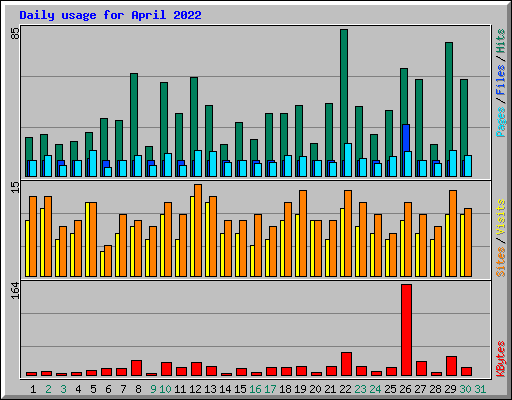 Daily usage for April 2022
85
Pages / Files / Hits
15
Sites / Visits
164
KBytes
1 2 3 4 5 6 7 8 9 10 11 12 13 14 15 16 17 18 19 20 21 22 23 24 25 26 27 28 29 30 31